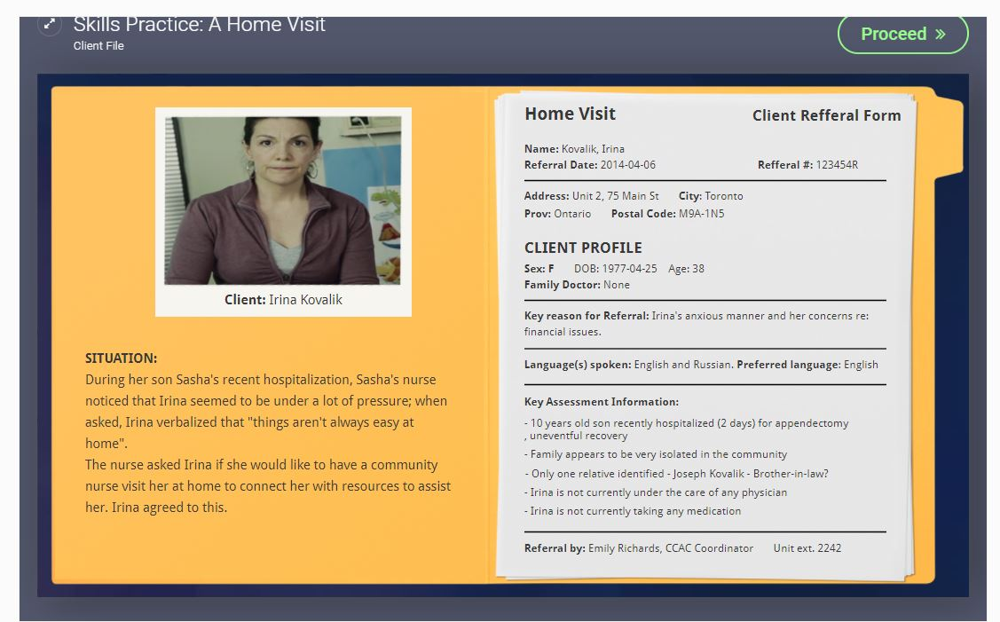 Skills Practice: A Home Visit
Client File
Proceed »
Client: Irina Kovalik
SITUATION:
During her son Sasha's recent hospitalization, Sasha's nurse
noticed that Irina seemed to be under a lot of pressure; when
asked, Irina verbalized that "things aren't always easy at
home".
The nurse asked Irina if she would like to have a community
nurse visit her at home to connect her with resources to assist
her. Irina agreed to this.
Home Visit
Client Refferal Form
Name: Kovalik, Irina
Referral Date: 2014-04-06 Refferal #: 123454R
Address: Unit 2, 75 Main St City: Toronto
Prov: Ontario Postal Code: M9A-1N5
CLIENT PROFILE
Sex: F DOB: 1977-04-25 Age: 38
Family Doctor: None
Key reason for Referral: Irina's anxious manner and her concerns re:
financial issues.
Language(s) spoken: English and Russian. Preferred language: English
Key Assessment Information:
- 10 years old son recently hospitalized (2 days) for appendectomy
, uneventful recovery
- Family appears to be very isolated in the community
- Only one relative identified - Joseph Kovalik - Brother-in-law?
- Irina is not currently under the care of any physician
- Irina is not currently taking any medication
Referral by: Emily Richards, CCAC Coordinator Unit ext. 2242